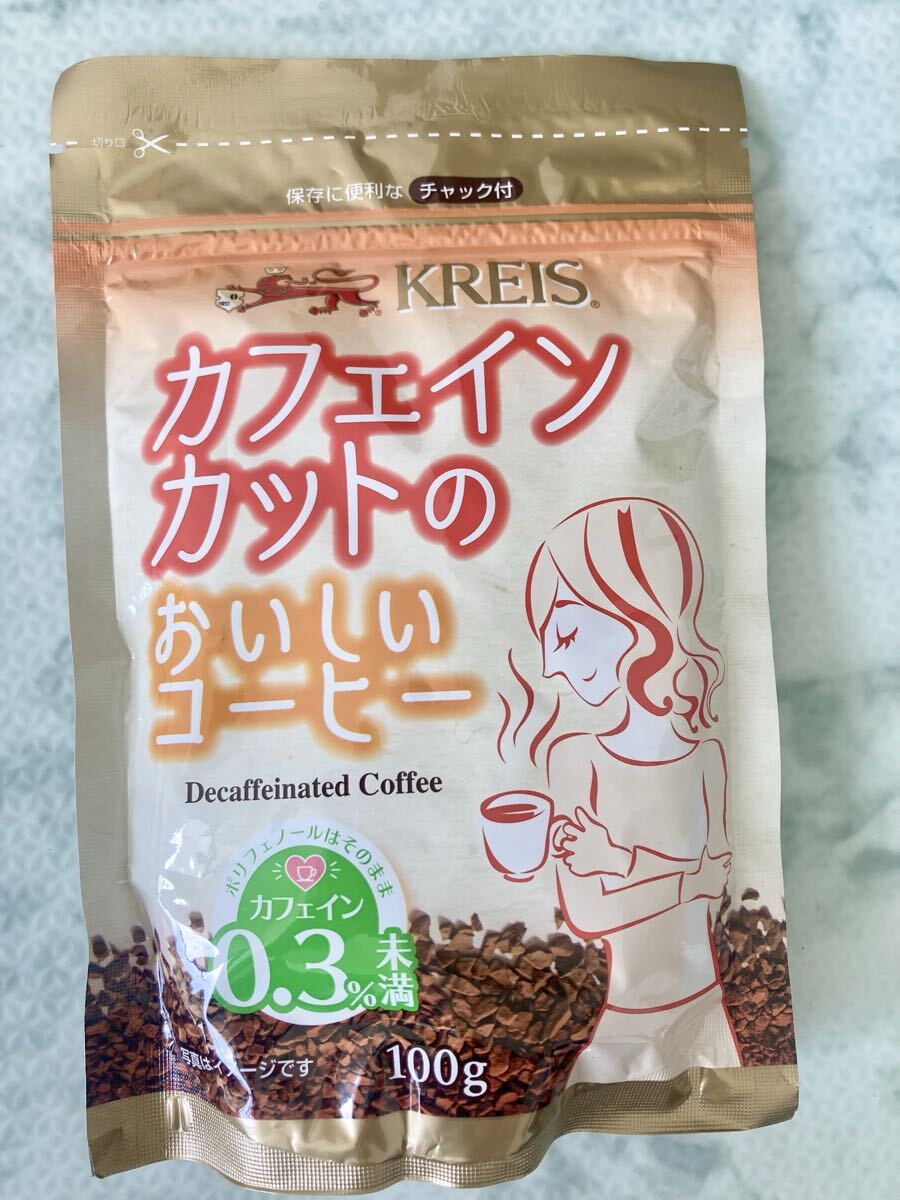 切り口
保存に便利な チャック付
FIRST
® KREIS®
カフェイン
カットの
おいしい
コーヒー
Decaffeinated Coffee
ポリフェノールはそのまま
カフェイン
0.3%未満
写真はイメージです
100g